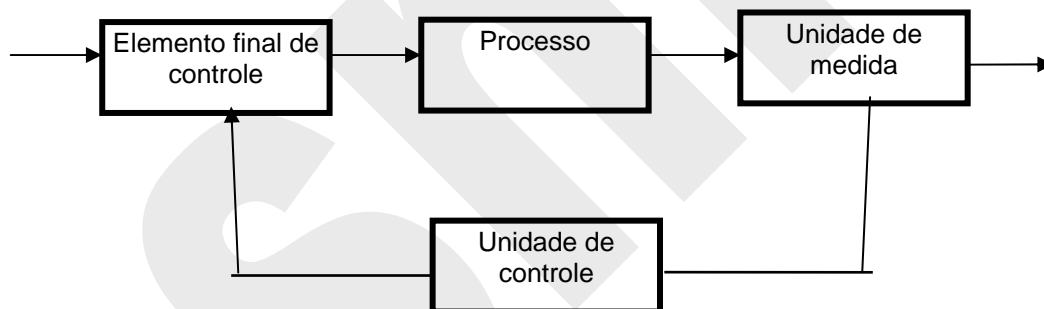 Elemento final de
controle
Processo
Unidade de
medida
Unidade de
controle